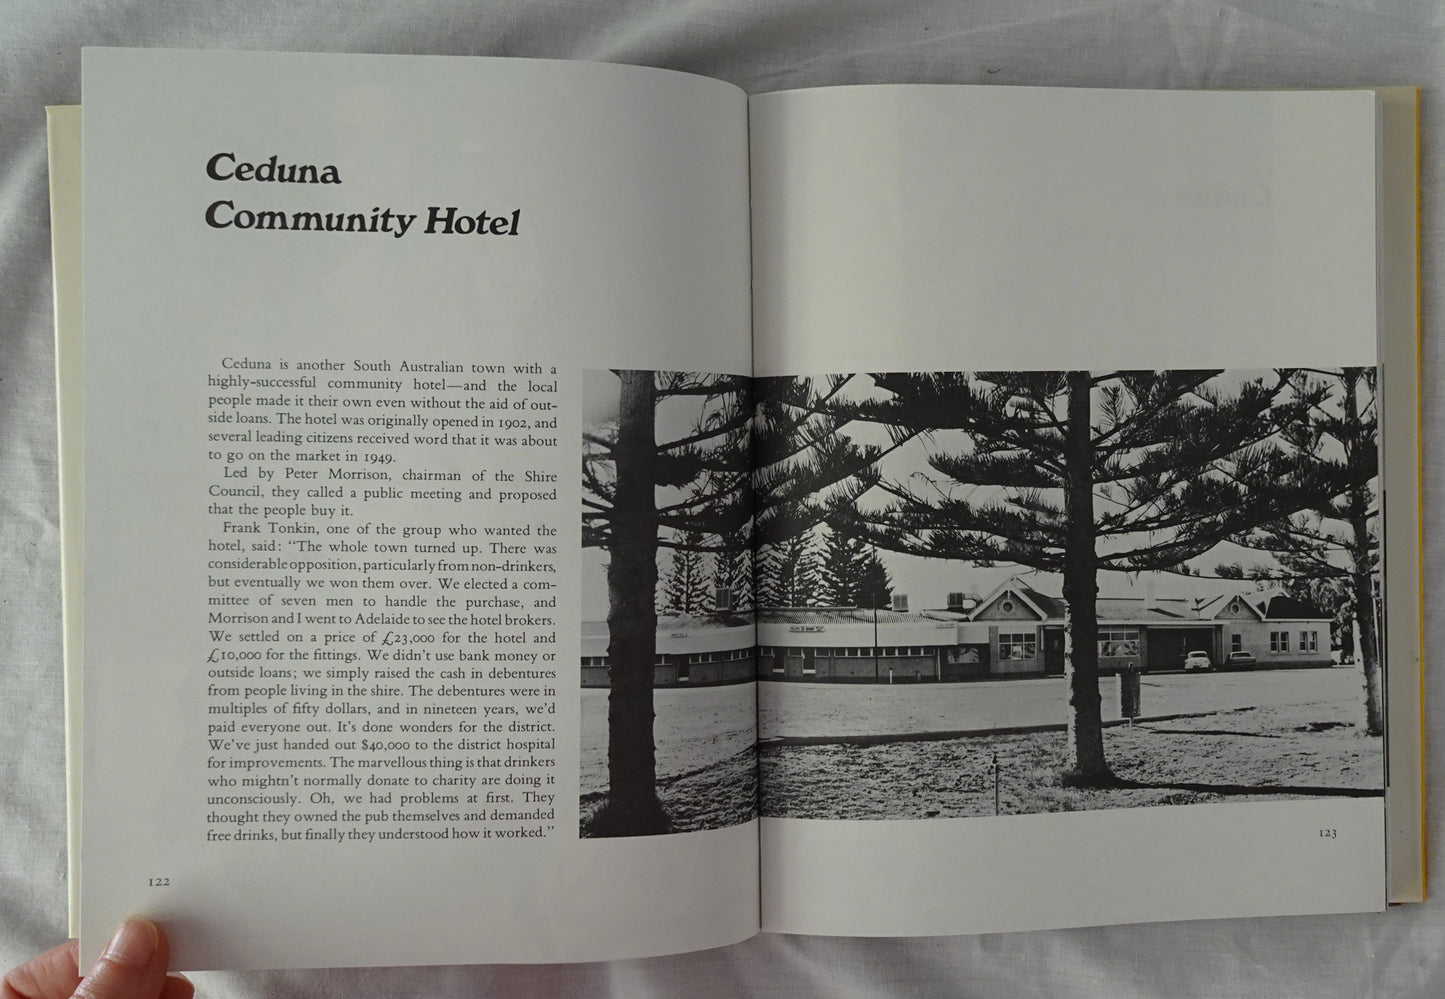 Ceduna
Community Hotel
Ceduna is another South Australian town with a
highly-successful community hotel—and the local
people made it their own even without the aid of out-
side loans. The hotel was originally opened in 1902, and
several leading citizens received word that it was about
to go on the market in 1949.
Led by Peter Morrison, chairman of the Shire
Council, they called a public meeting and proposed
that the people buy it.
Frank Tonkin, one of the group who wanted the
hotel, said: “The whole town turned up. There was
considerable opposition, particularly from non-drinkers,
but eventually we won them over. We elected a com-
mittee of seven men to handle the purchase, and
Morrison and I went to Adelaide to see the hotel brokers.
We settled on a price of £23,000 for the hotel and
£10,000 for the fittings. We didn’t use bank money or
outside loans; we simply raised the cash in debentures
from people living in the shire. The debentures were in
multiples of fifty dollars, and in nineteen years, we’d
paid everyone out. It’s done wonders for the district.
We’ve just handed out $40,000 to the district hospital
for improvements. The marvellous thing is that drinkers
who mightn’t normally donate to charity are doing it
unconsciously. Oh, we had problems at first. They
thought they owned the pub themselves and demanded
free drinks, but finally they understood how it worked.”
122
123